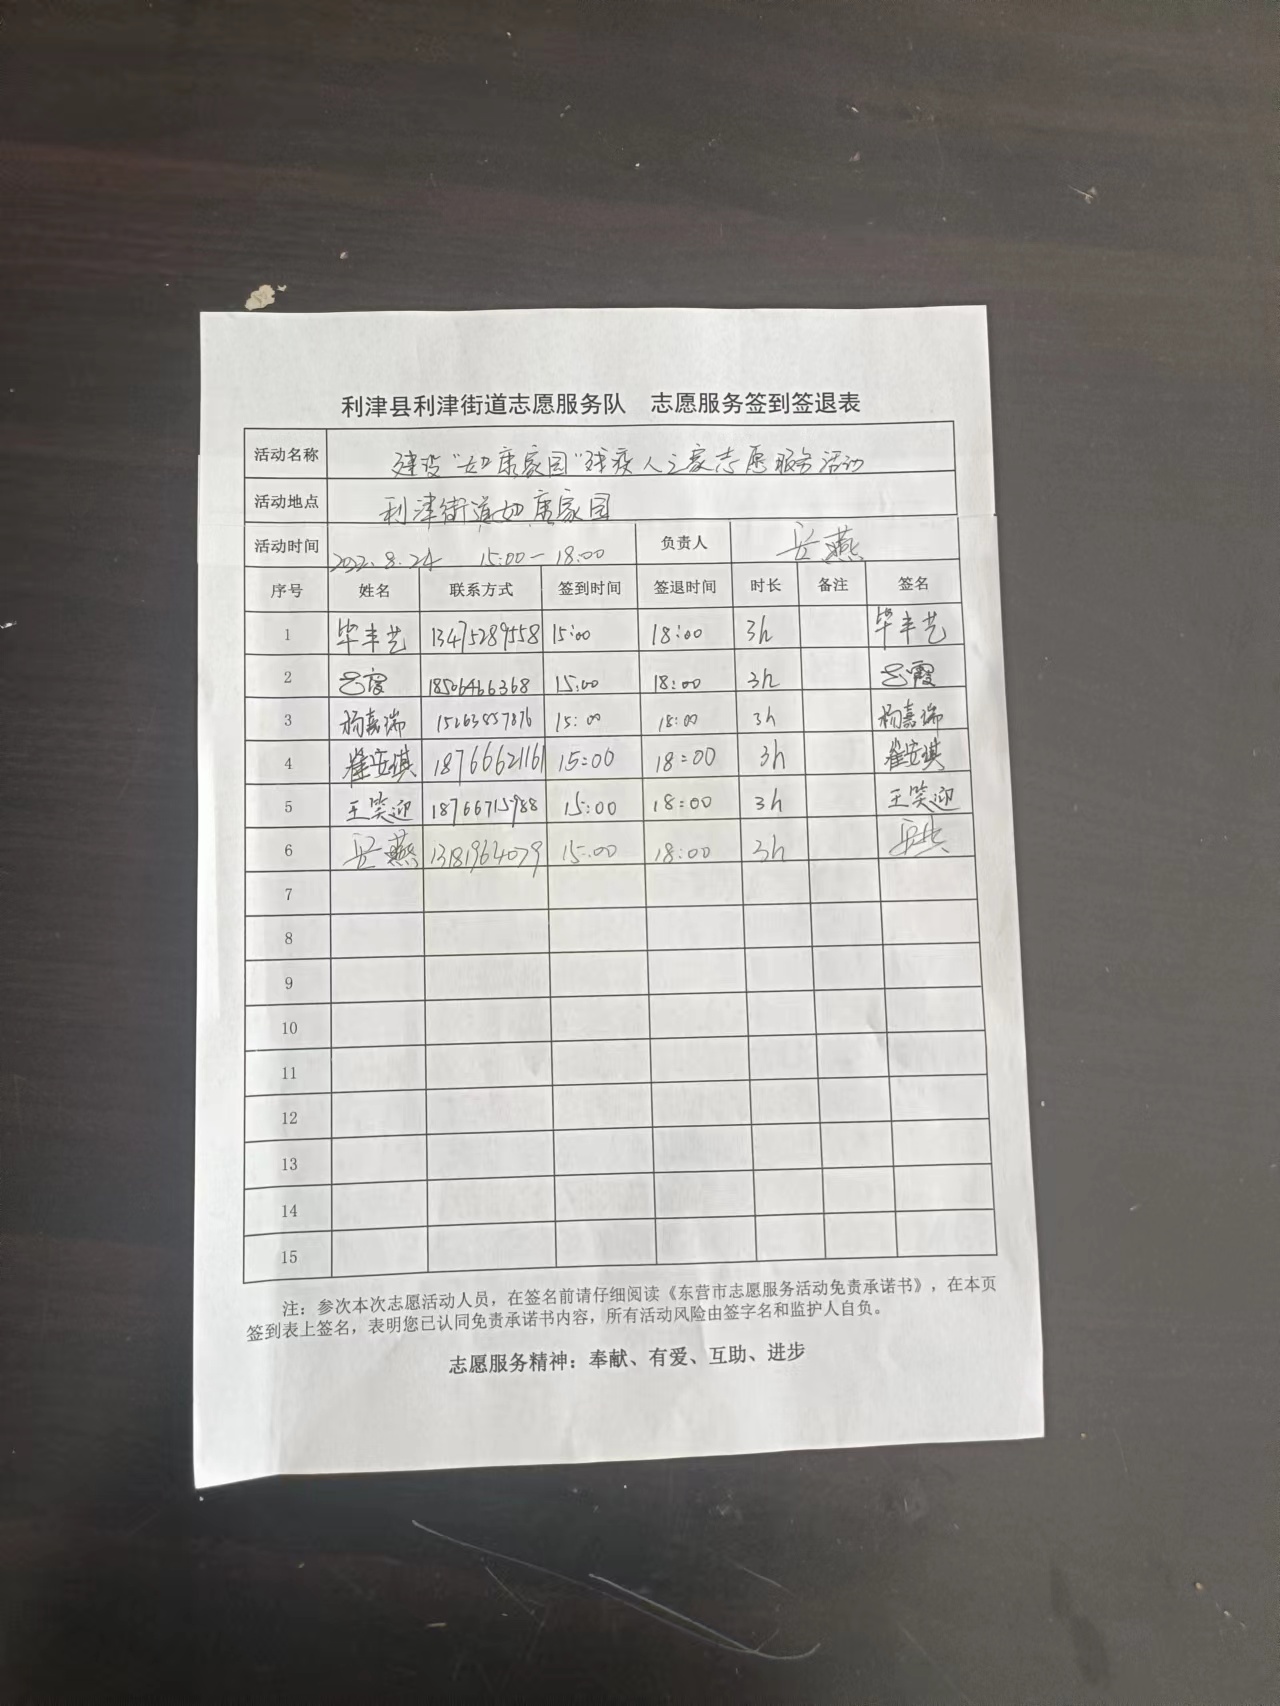 利津县利津街道志愿服务队 志愿服务签到签退表
活动名称 建设"如康家园"残疾人之家志愿服务活动
活动地点 利津街道如康家园
活动时间 2022.8.24 15:00-18:00 负责人 岳燕
序号 姓名 联系方式 签到时间 签退时间 时长 备注 签名
1 毕丰艺 13475289558 15:00 18:00 3h 毕丰艺
2 吕霞 18506466368 15:00 18:00 3h 吕霞
3 杨嘉瑞 15:00 18:00 3h 杨嘉瑞
4 崔安琪 18766621161 15:00 18:00 3h 崔安琪
5 王笑迎 18766715988 15:00 18:00 3h 王笑迎
6 岳燕 13181964079 15:00 18:00 3h
7
8
9
10
11
12
13
14
15
注：参次本次志愿活动人员，在签名前请仔细阅读《东营市志愿服务活动免责承诺书》，在本页
签到表上签名，表明您已认同免责承诺书内容，所有活动风险由签字名和监护人自负。
志愿服务精神：奉献、有爱、互助、进步